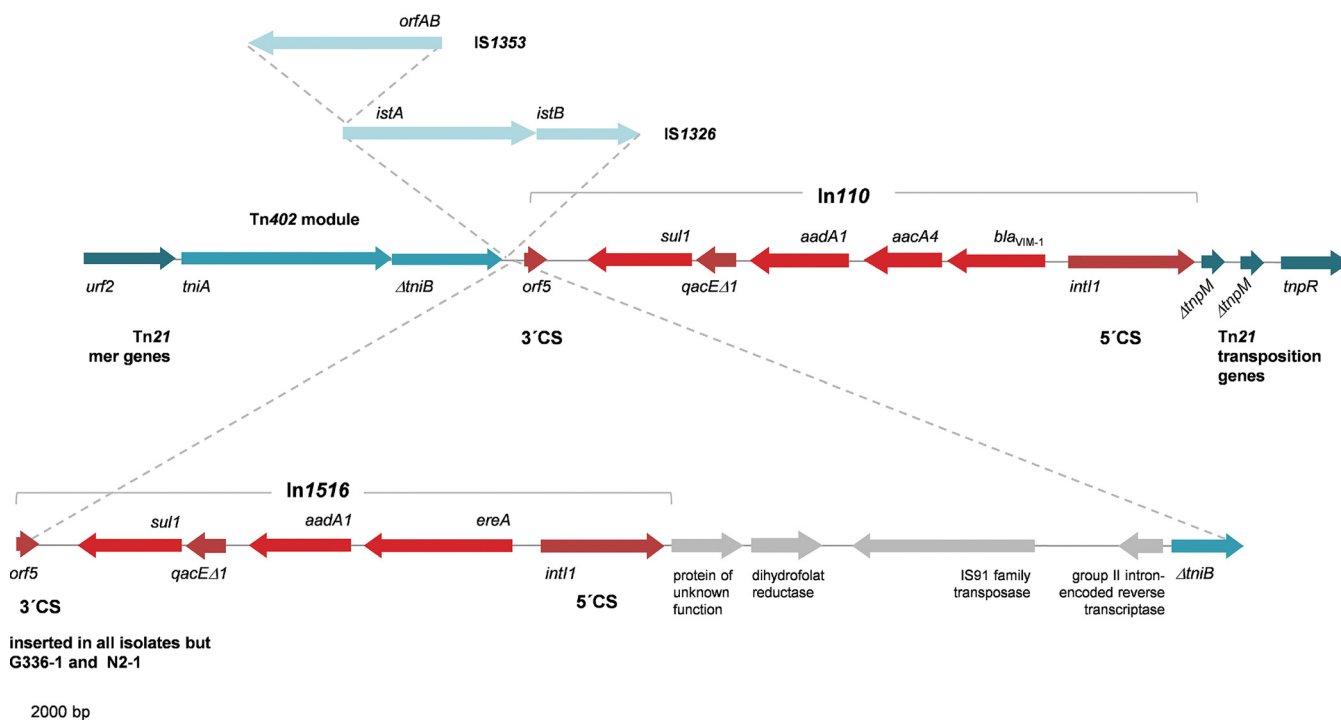 orfAB
IS1353
istA
istB
IS1326
In110
Tn402 module
sul1
aadA1
aacA4
blaVIM-1
urf2
tniA
ΔtniB
orf5
qacEΔ1
intI1
ΔtnpM
ΔtnpM
tnpR
Tn21
mer genes
3´CS
5´CS
Tn21
transposition
genes
In1516
sul1
aadA1
ereA
orf5
qacEΔ1
intI1
protein of
unknown
function
dihydrofolat
reductase
IS91 family
transposase
group II intron-
encoded reverse
transcriptase
ΔtniB
3´CS
5´CS
inserted in all isolates but
G336-1 and N2-1
2000 bp